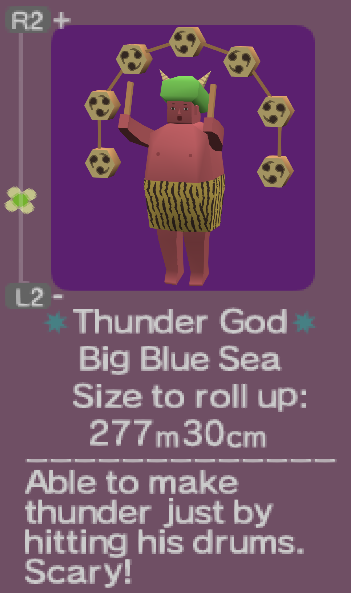 R2 +
L2 -
Thunder God
Big Blue Sea
Size to roll up:
277m30cm
Able to make
thunder just by
hitting his drums.
Scary!